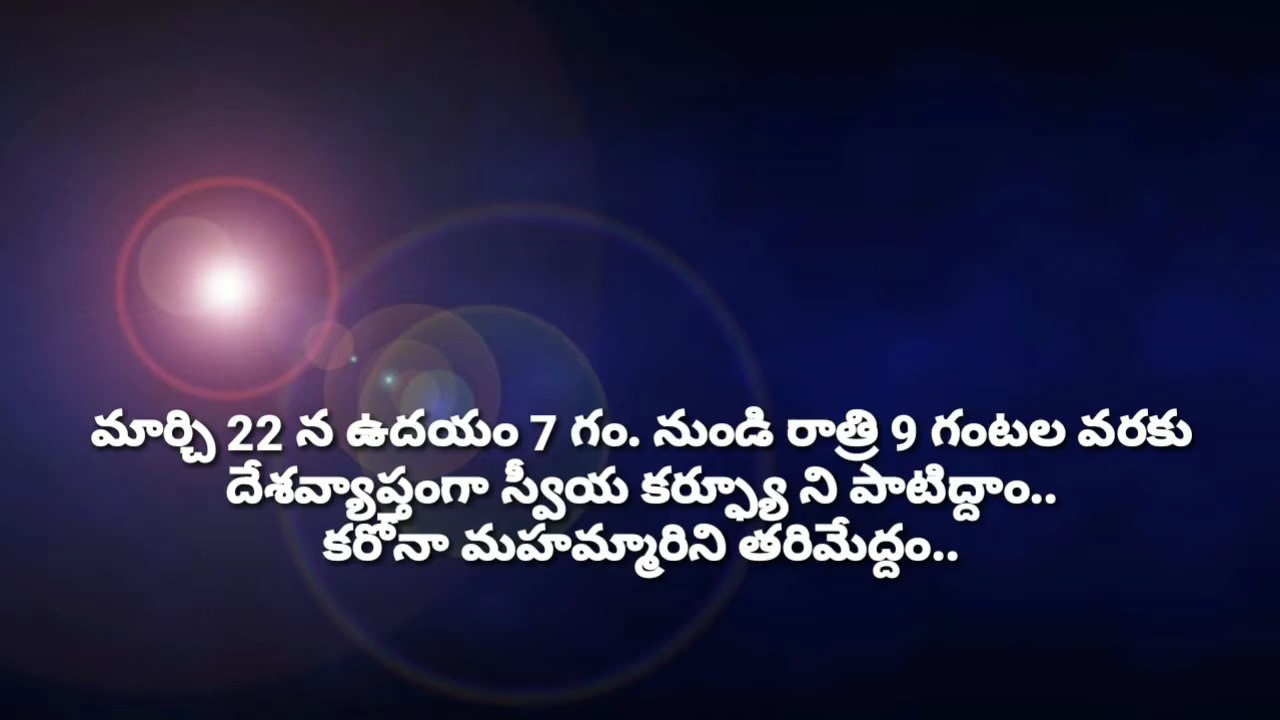 మార్చి 22 న ఉదయం 7 గం. నుండి రాత్రి 9 గంటల వరకు
దేశవ్యాప్తంగా స్వీయ కర్ఫ్యూ ని పాటిద్దాం..
కరోనా మహమ్మారిని తరిమేద్దం..